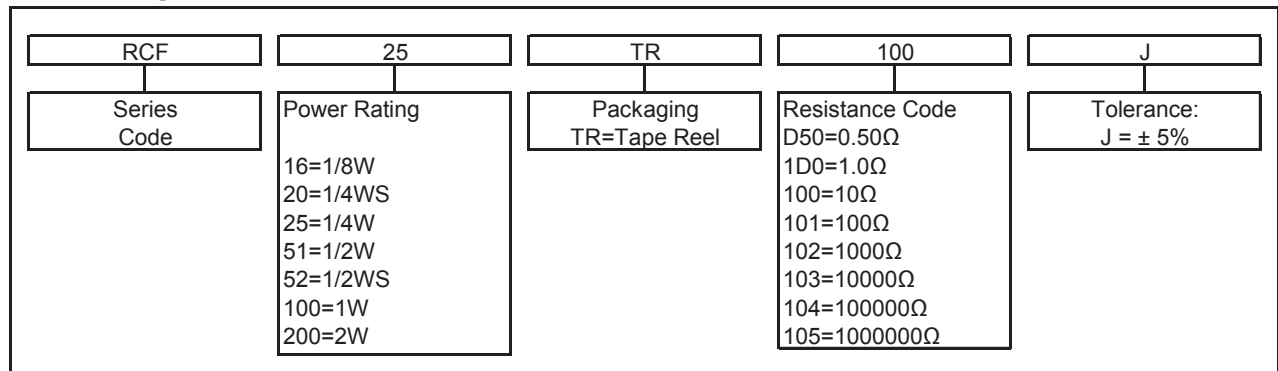 RCF 25 TR 100 J
Series
Code
Power Rating
16=1/8W
20=1/4WS
25=1/4W
51=1/2W
52=1/2WS
100=1W
200=2W
Packaging
TR=Tape Reel
Resistance Code
D50=0.50Ω
1D0=1.0Ω
100=10Ω
101=100Ω
102=1000Ω
103=10000Ω
104=100000Ω
105=1000000Ω
Tolerance:
J = ± 5%